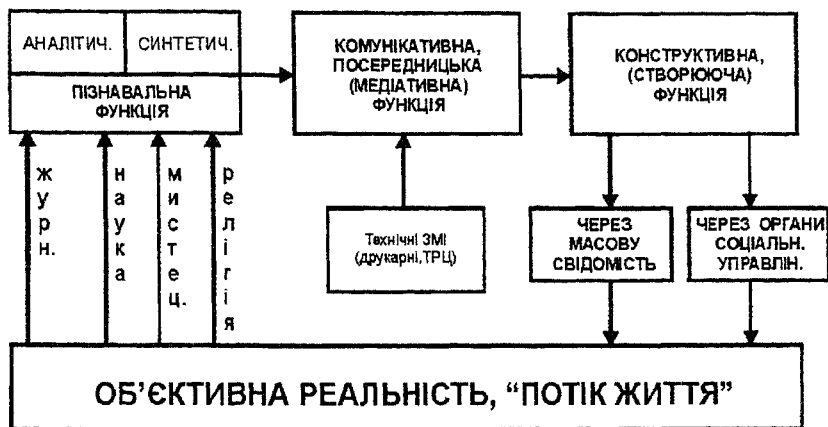 АНАЛІТИЧ.
СИНТЕТИЧ.
ПІЗНАВАЛЬНА
ФУНКЦІЯ
КОМУНІКАТИВНА,
ПОСЕРЕДНИЦЬКА
(МЕДІАТИВНА)
ФУНКЦІЯ
КОНСТРУКТИВНА,
(СТВОРЮЮЧА)
ФУНКЦІЯ
журн.
наука
мистец.
релігія
Технічні ЗМІ
(друкарні,ТРЦ)
ЧЕРЕЗ
МАСОВУ
СВІДОМІСТЬ
ЧЕРЕЗ ОРГАНИ
СОЦІАЛЬН.
УПРАВЛІН.
ОБ’ЄКТИВНА РЕАЛЬНІСТЬ, “ПОТІК ЖИТТЯ”